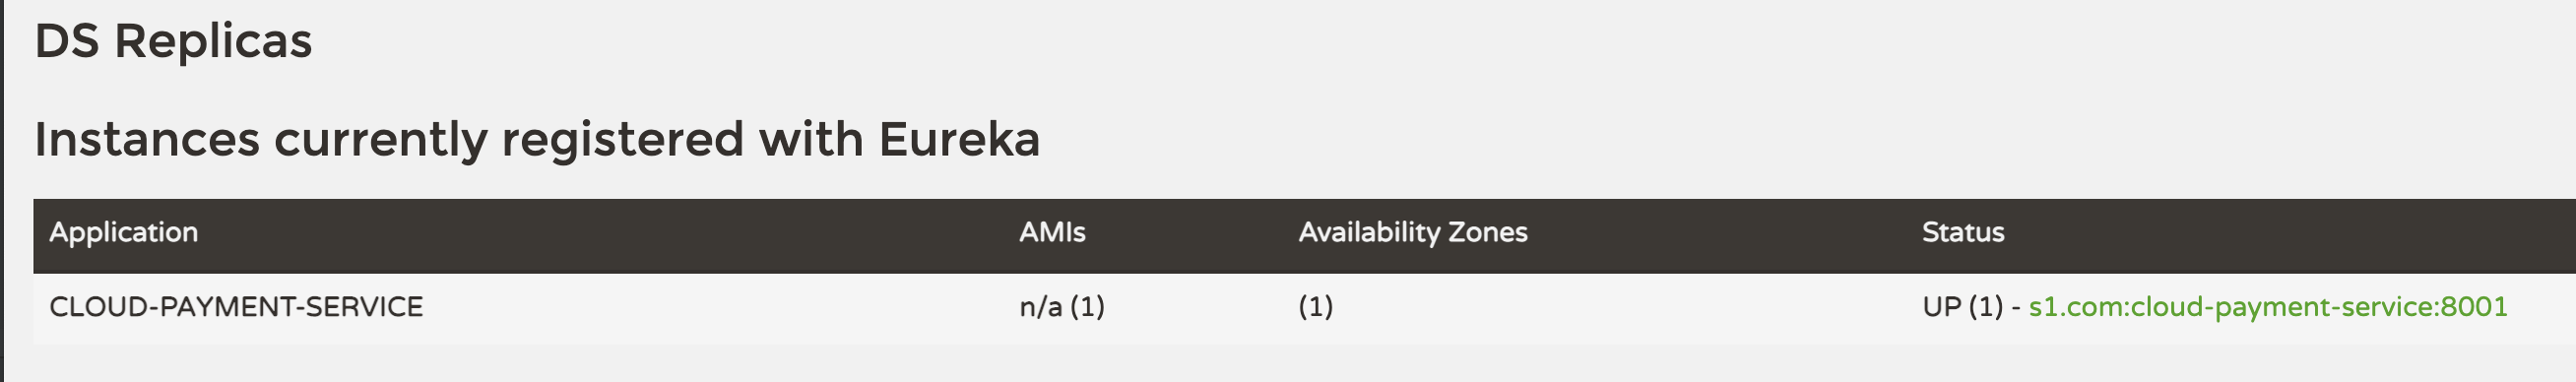 DS Replicas
Instances currently registered with Eureka
Application AMIs Availability Zones Status
CLOUD-PAYMENT-SERVICE n/a (1) (1) UP (1) - s1.com:cloud-payment-service:8001